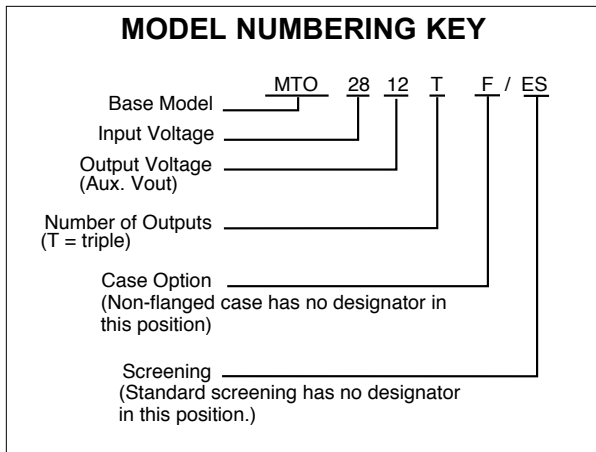 MODEL NUMBERING KEY
MTO 28 12 T F / ES
Base Model
Input Voltage
Output Voltage
(Aux. Vout)
Number of Outputs
(T = triple)
Case Option
(Non-flanged case has no designator in
this position)
Screening
(Standard screening has no designator
in this position.)